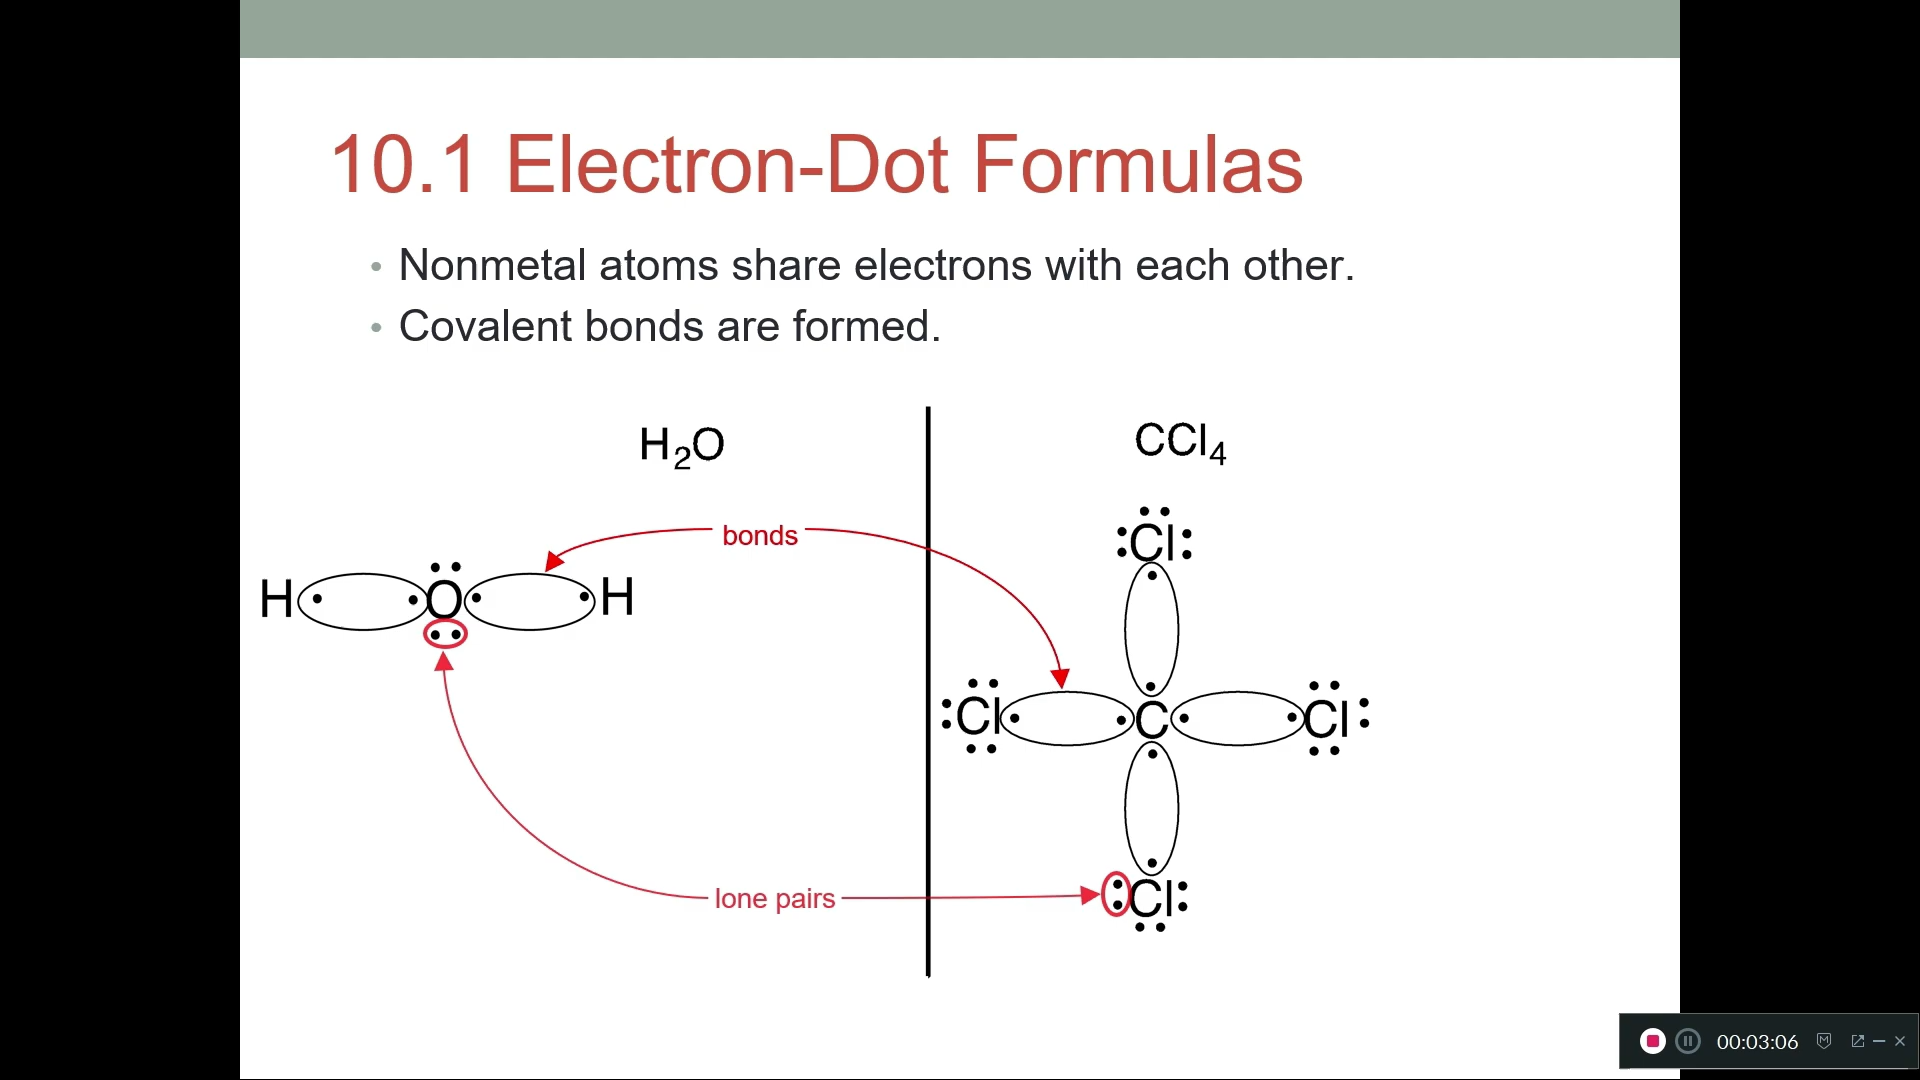 10.1 Electron-Dot Formulas
• Nonmetal atoms share electrons with each other.
• Covalent bonds are formed.
H₂O
CCl₄
bonds
H O H
Cl
Cl C Cl
Cl
lone pairs
00:03:06